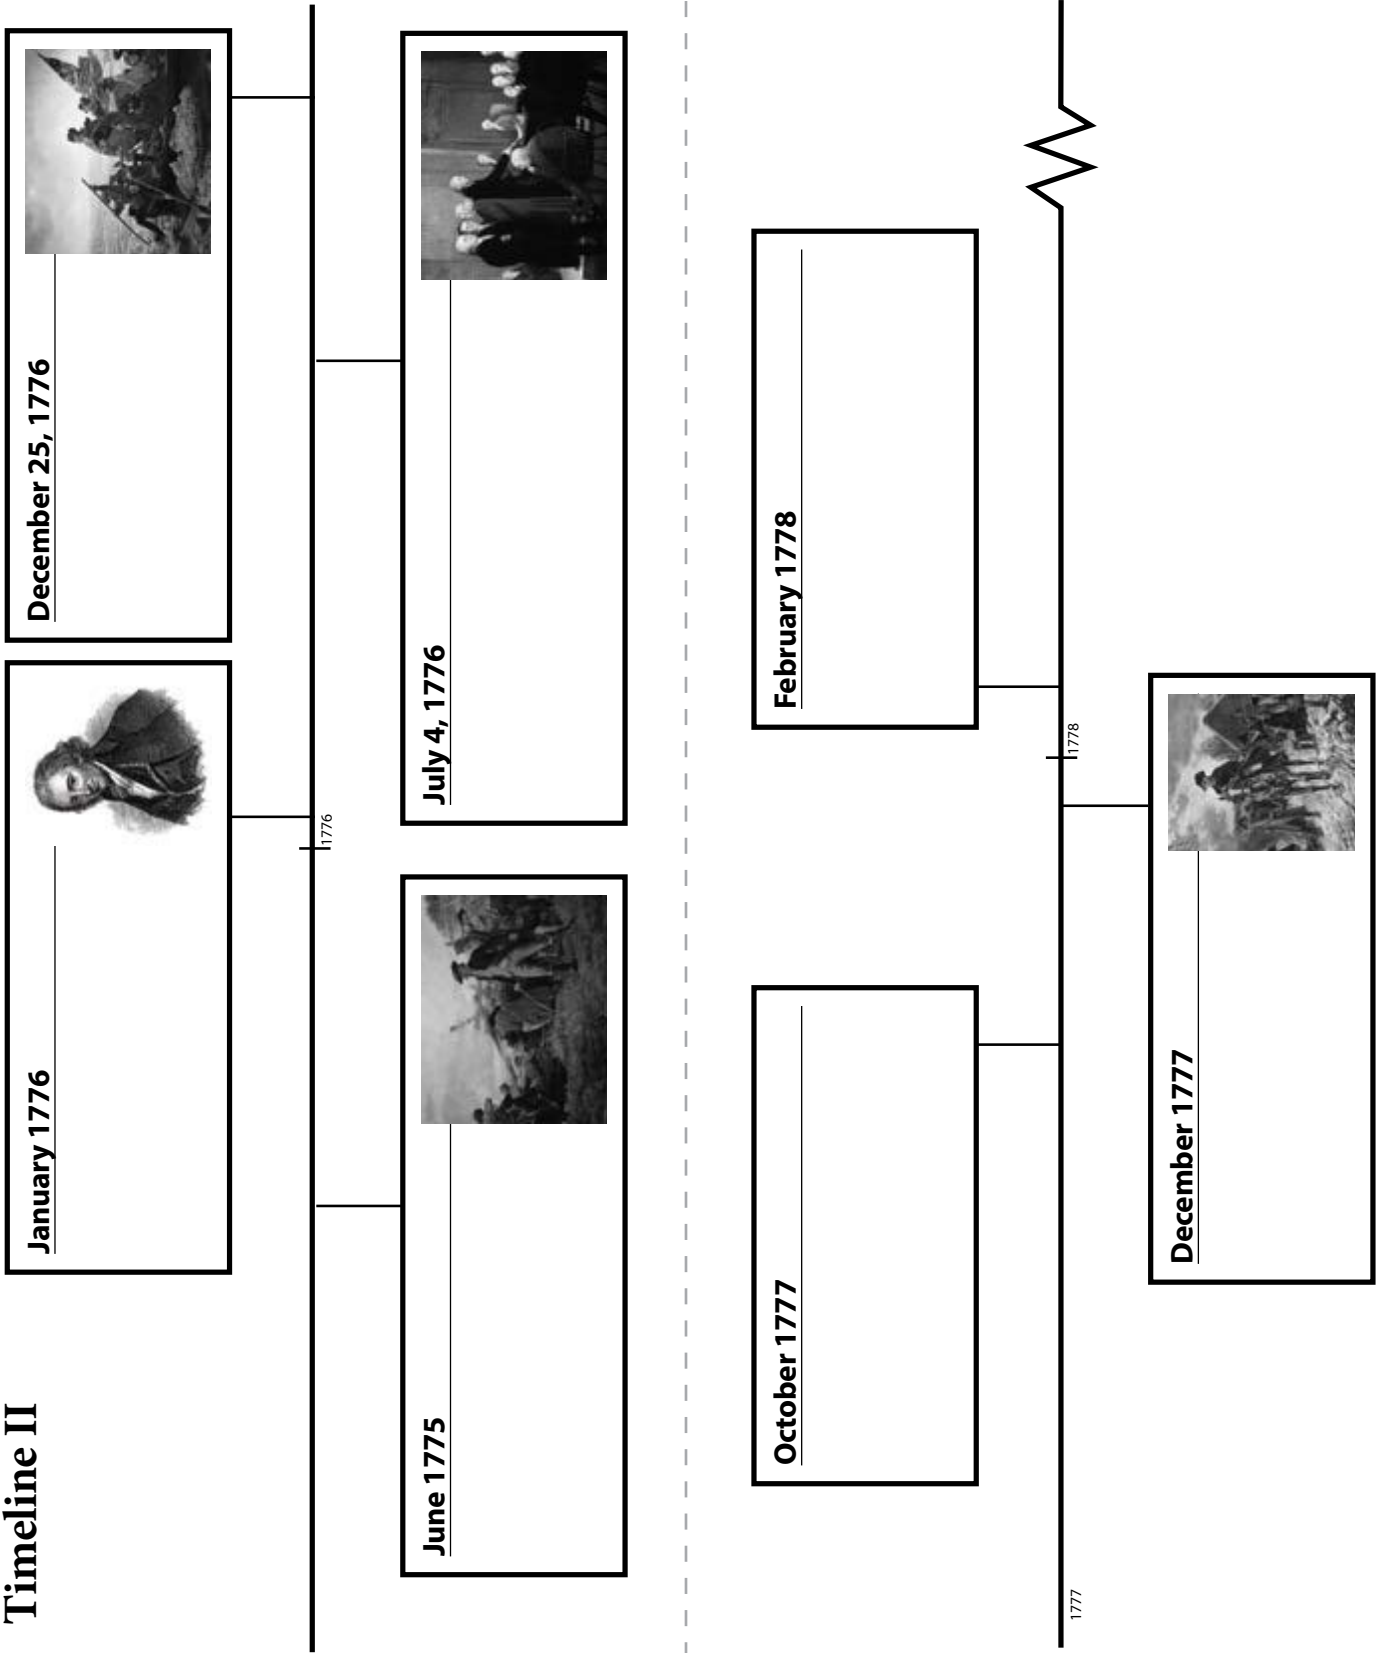 Timeline II
January 1776
December 25, 1776
1776
June 1775
July 4, 1776
October 1777
February 1778
1777
1778
December 1777